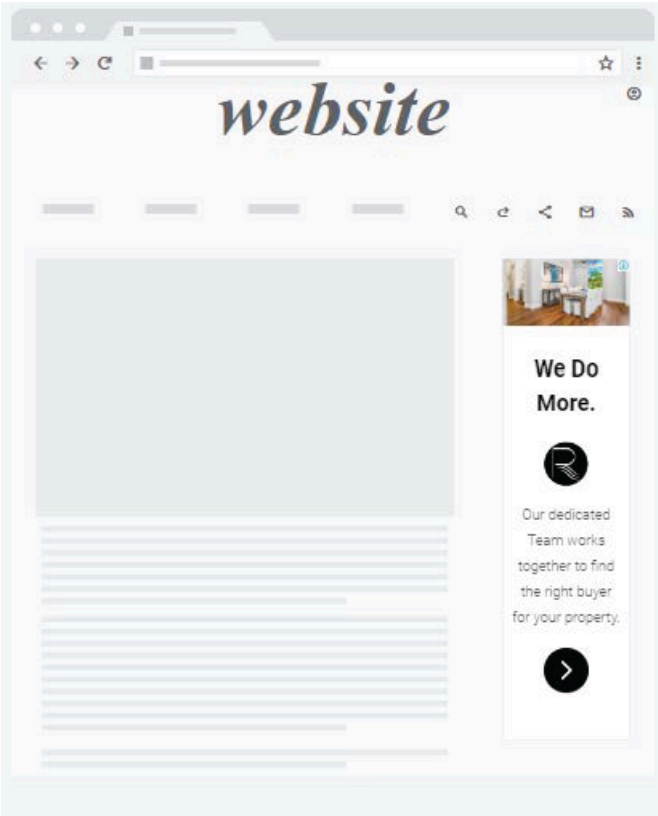 website
We Do
More.
R
Our dedicated
Team works
together to find
the right buyer
for your property.